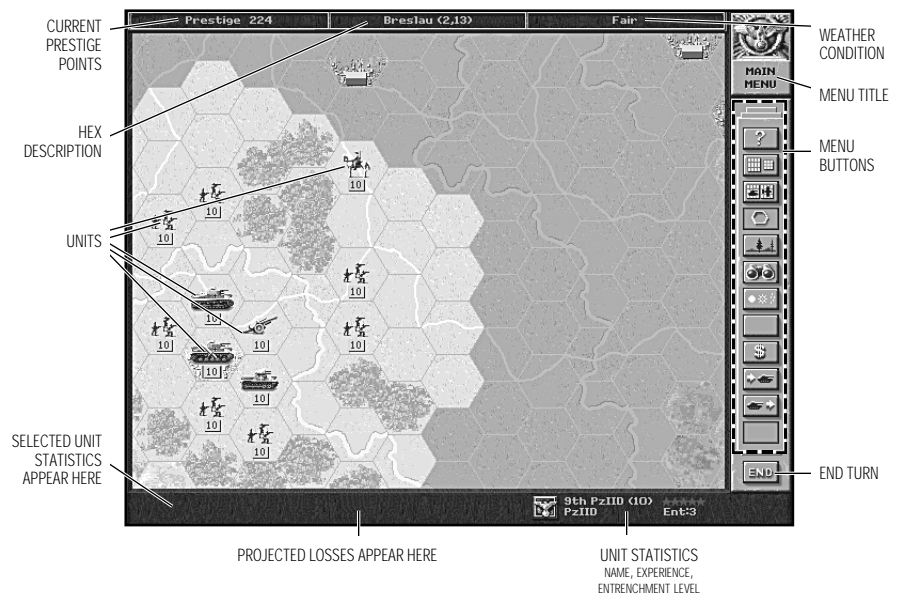 Prestige 224
Breslau (2,13)
Fair
CURRENT
PRESTIGE
POINTS
WEATHER
CONDITION
MAIN
MENU
MENU TITLE
HEX
DESCRIPTION
?
MENU
BUTTONS
10
10
10
UNITS
10
10
10
10
10
10
$
10
10
10
SELECTED UNIT
STATISTICS
APPEAR HERE
END
END TURN
9th PzIID (10)
PzIID
Ent:3
PROJECTED LOSSES APPEAR HERE
UNIT STATISTICS
NAME, EXPERIENCE,
ENTRENCHMENT LEVEL